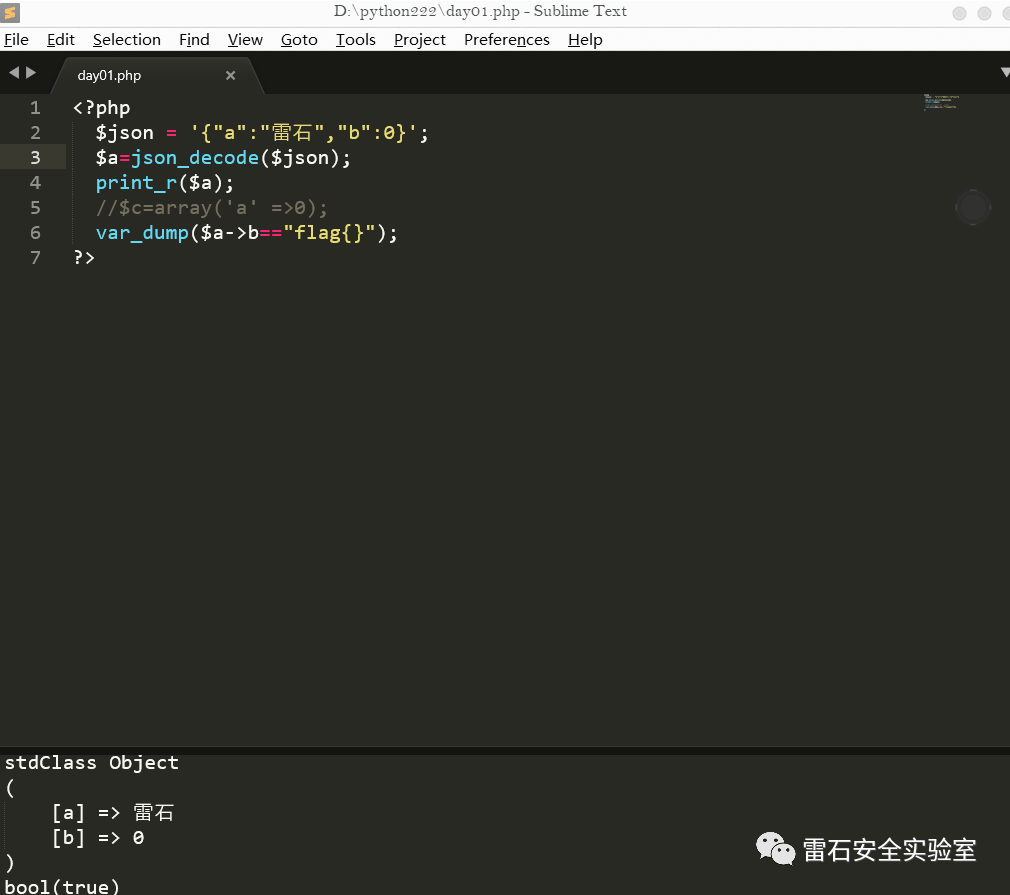 D:\python222\day01.php - Sublime Text
File Edit Selection Find View Goto Tools Project Preferences Help
day01.php
1 <?php
2 $json = '{"a":"雷石","b":0}';
3 $a=json_decode($json);
4 print_r($a);
5 //$c=array('a' =>0);
6 var_dump($a->b=="flag{}");
7 ?>
stdClass Object
(
[a] => 雷石
[b] => 0
)
bool(true)
雷石安全实验室